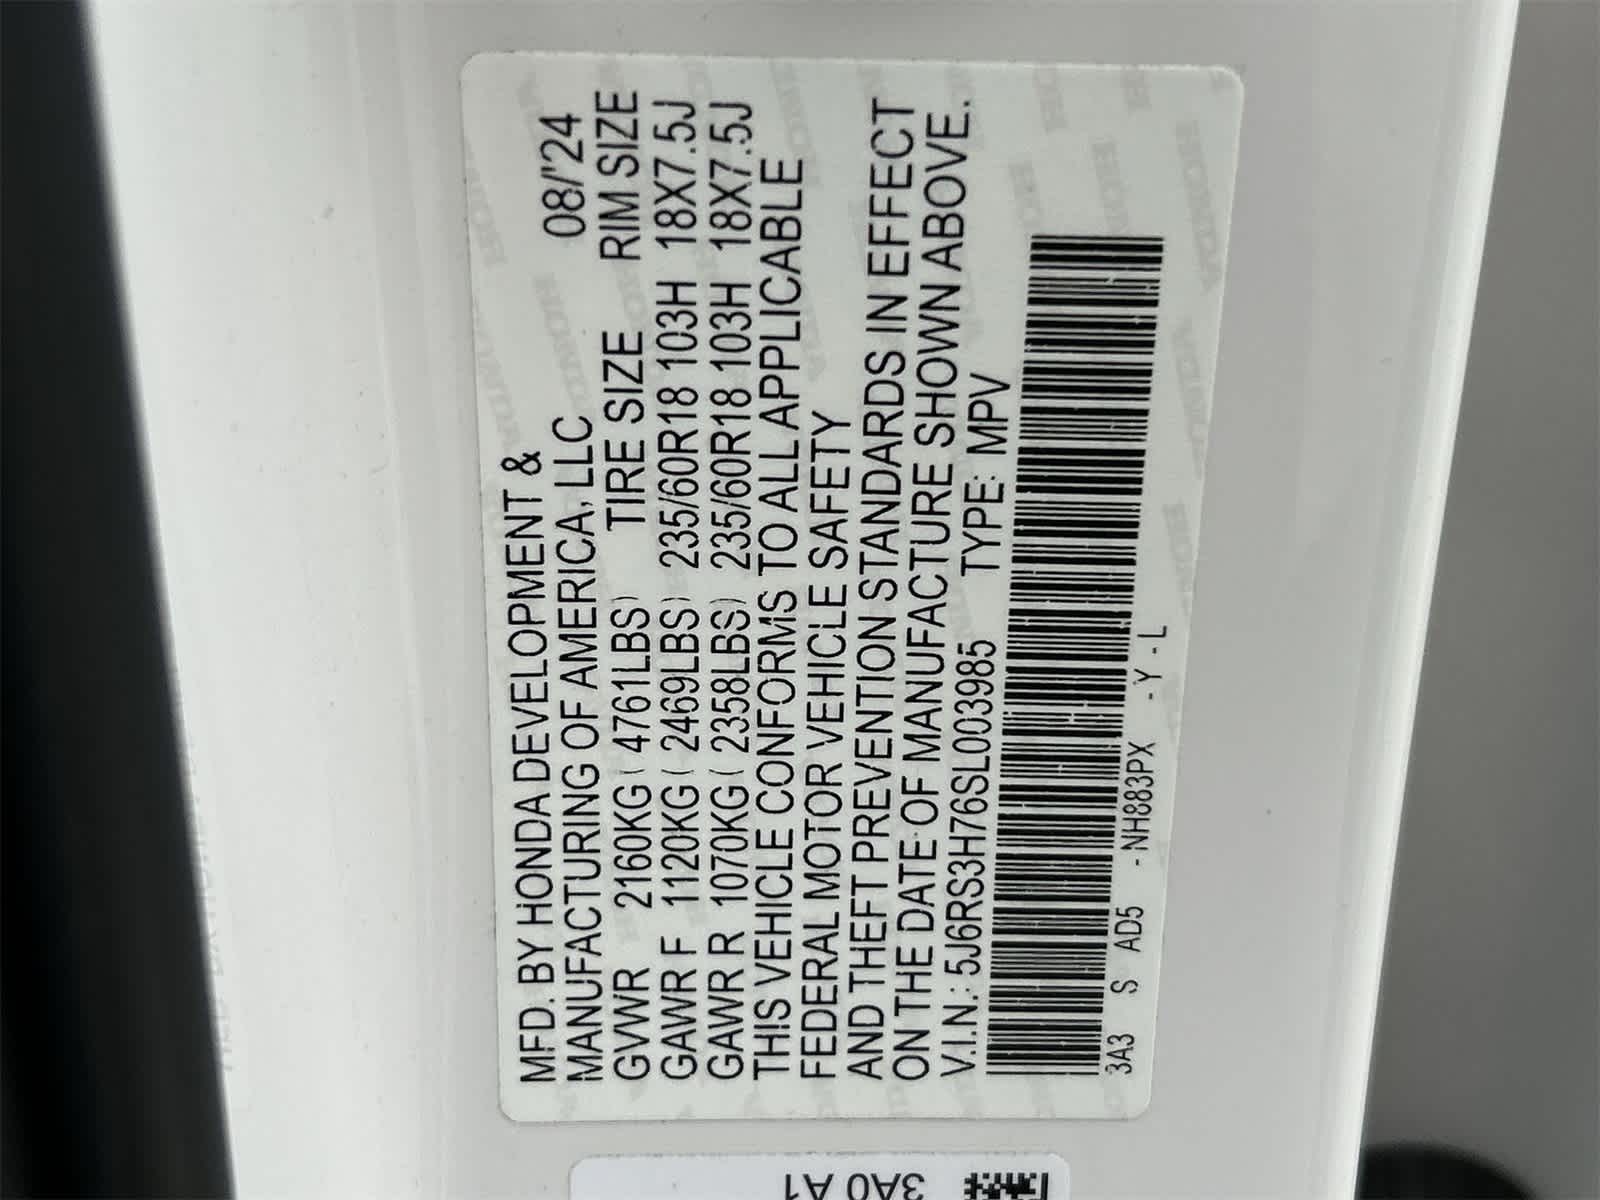 MFD. BY HONDA DEVELOPMENT &
MANUFACTURING OF AMERICA, LLC 08/'24
GVWR 2160KG ( 4761LBS) TIRE SIZE RIM SIZE
GAWR F 1120KG ( 2469LBS) 235/60R18 103H 18X7.5J
GAWR R 1070KG ( 2358LBS) 235/60R18 103H 18X7.5J
THIS VEHICLE CONFORMS TO ALL APPLICABLE
FEDERAL MOTOR VEHICLE SAFETY
AND THEFT PREVENTION STANDARDS IN EFFECT
ON THE DATE OF MANUFACTURE SHOWN ABOVE.
V.I.N.: 5J6RS3H76SL003985 TYPE: MPV
3A3 S AD5 -NH883PX -Y-L
3A0 A1